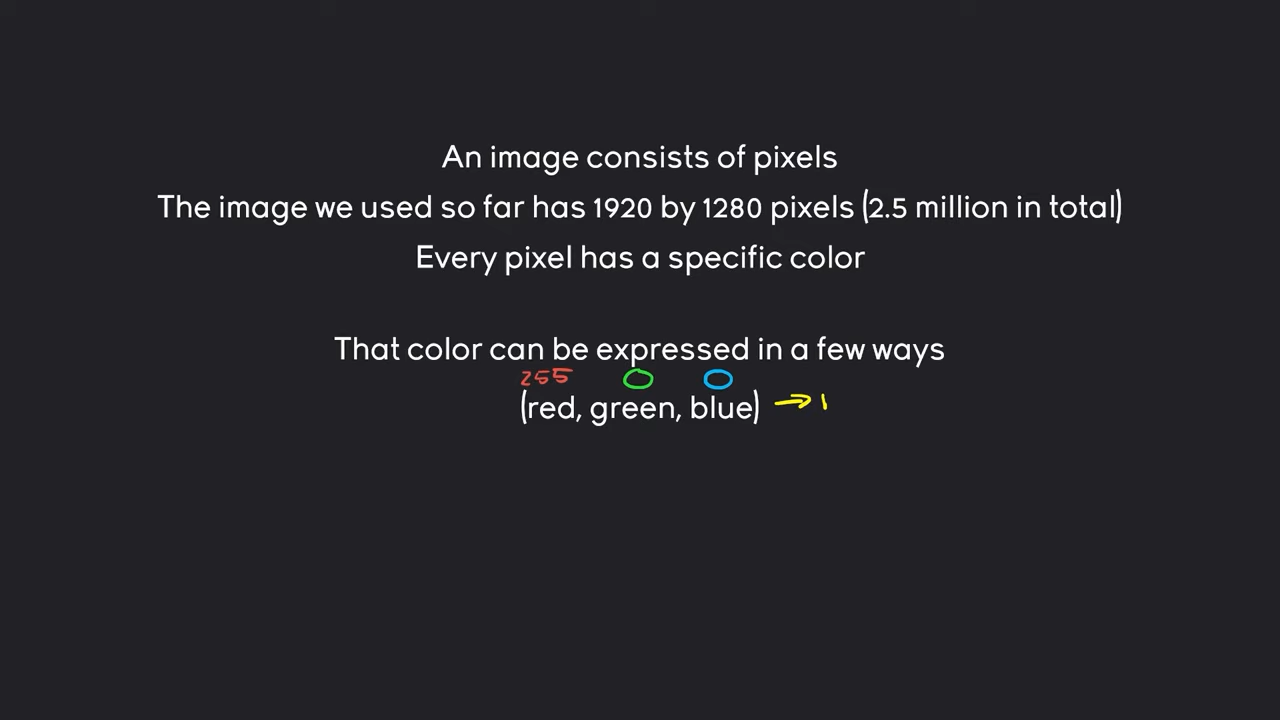 An image consists of pixels
The image we used so far has 1920 by 1280 pixels (2.5 million in total)
Every pixel has a specific color
That color can be expressed in a few ways
255 0 0
(red, green, blue) →